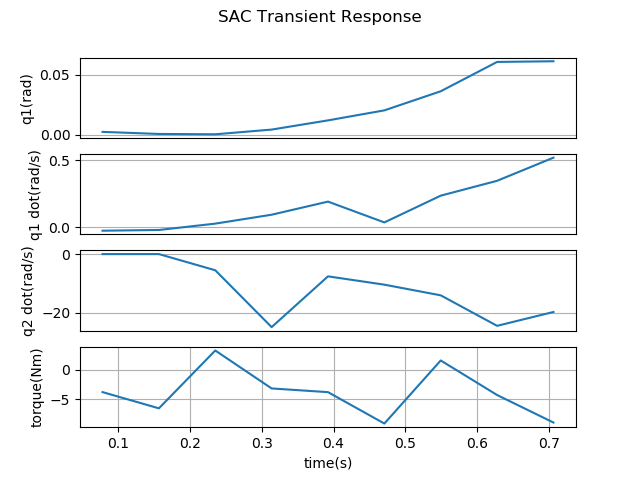 SAC Transient Response
q1(rad)
0.05
0.00
q1 dot(rad/s)
0.5
0.0
q2 dot(rad/s)
0
−20
torque(Nm)
0
−5
0.1 0.2 0.3 0.4 0.5 0.6 0.7
time(s)